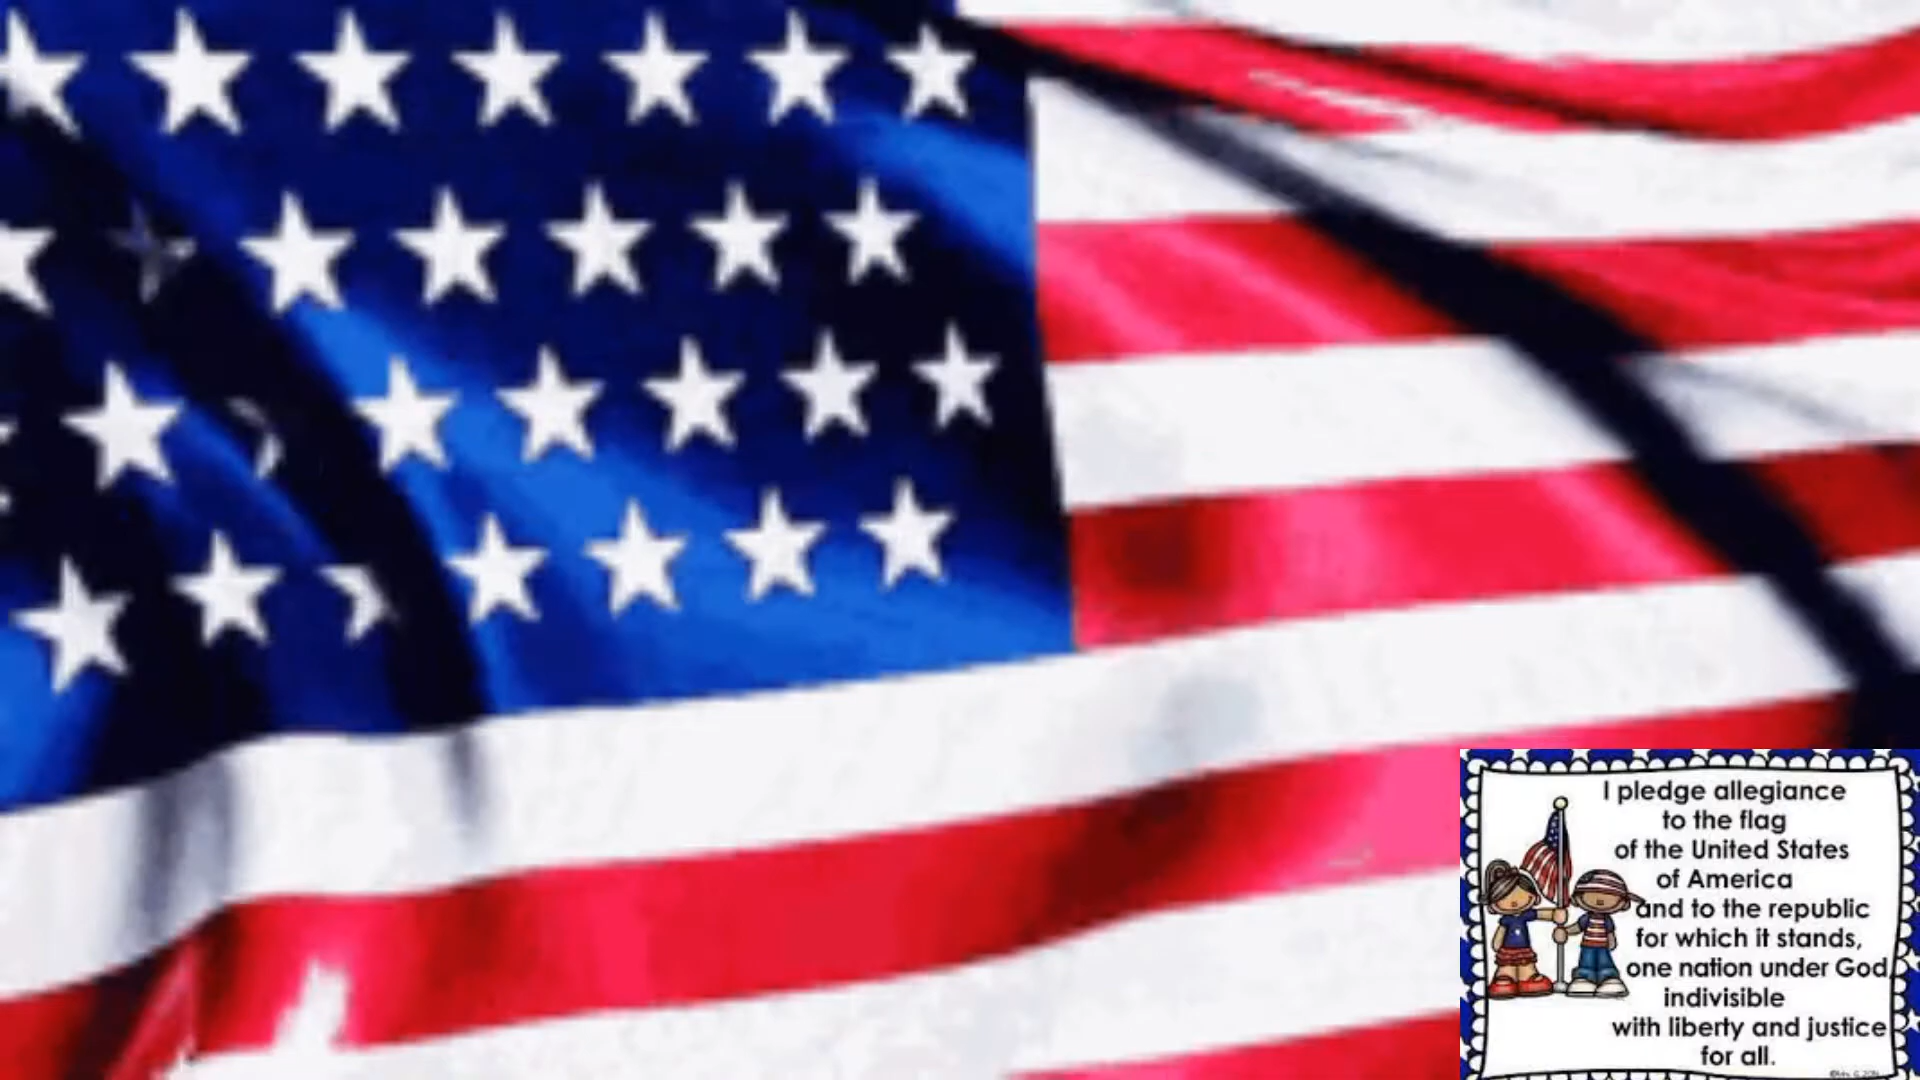 I pledge allegiance
to the flag
of the United States
of America
and to the republic
for which it stands,
one nation under God
indivisible
with liberty and justice
for all.